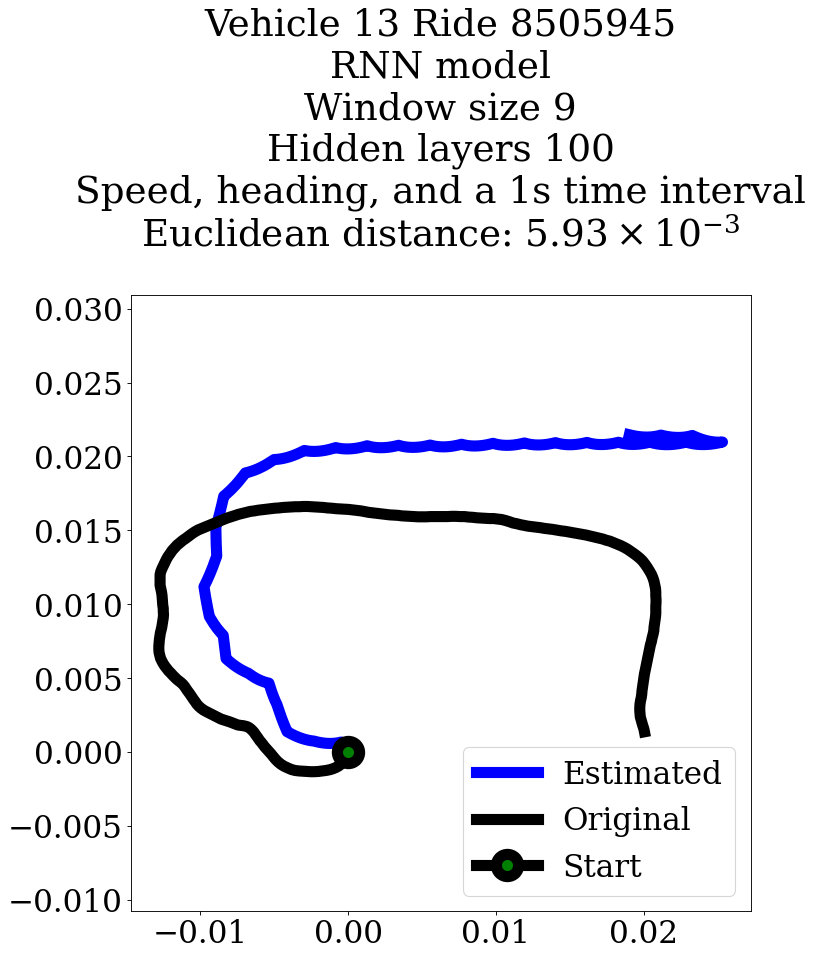 Vehicle 13 Ride 8505945
RNN model
Window size 9
Hidden layers 100
Speed, heading, and a 1s time interval
Euclidean distance: 5.93 × 10⁻³
0.030
0.025
0.020
0.015
0.010
0.005
0.000
−0.005
−0.010
Estimated
Original
Start
−0.01 0.00 0.01 0.02